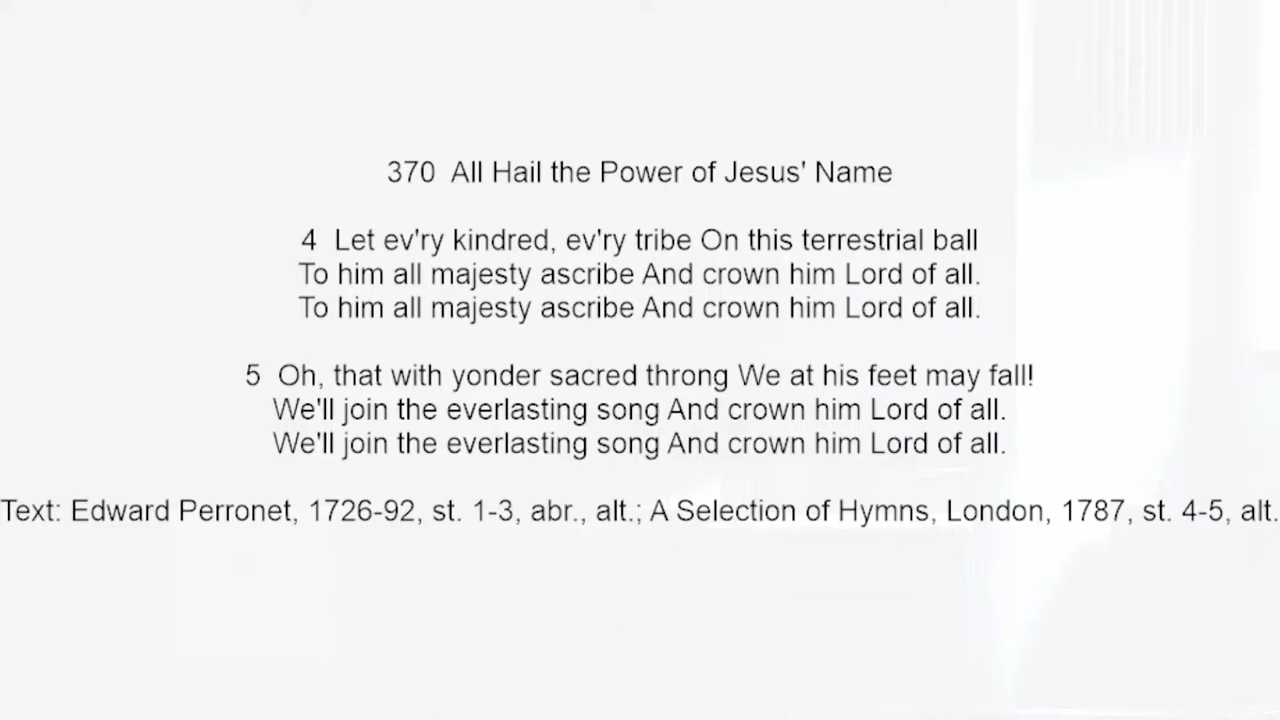 370  All Hail the Power of Jesus' Name
4  Let ev'ry kindred, ev'ry tribe On this terrestrial ball
To him all majesty ascribe And crown him Lord of all.
To him all majesty ascribe And crown him Lord of all.
5  Oh, that with yonder sacred throng We at his feet may fall!
We'll join the everlasting song And crown him Lord of all.
We'll join the everlasting song And crown him Lord of all.
Text: Edward Perronet, 1726-92, st. 1-3, abr., alt.; A Selection of Hymns, London, 1787, st. 4-5, alt.